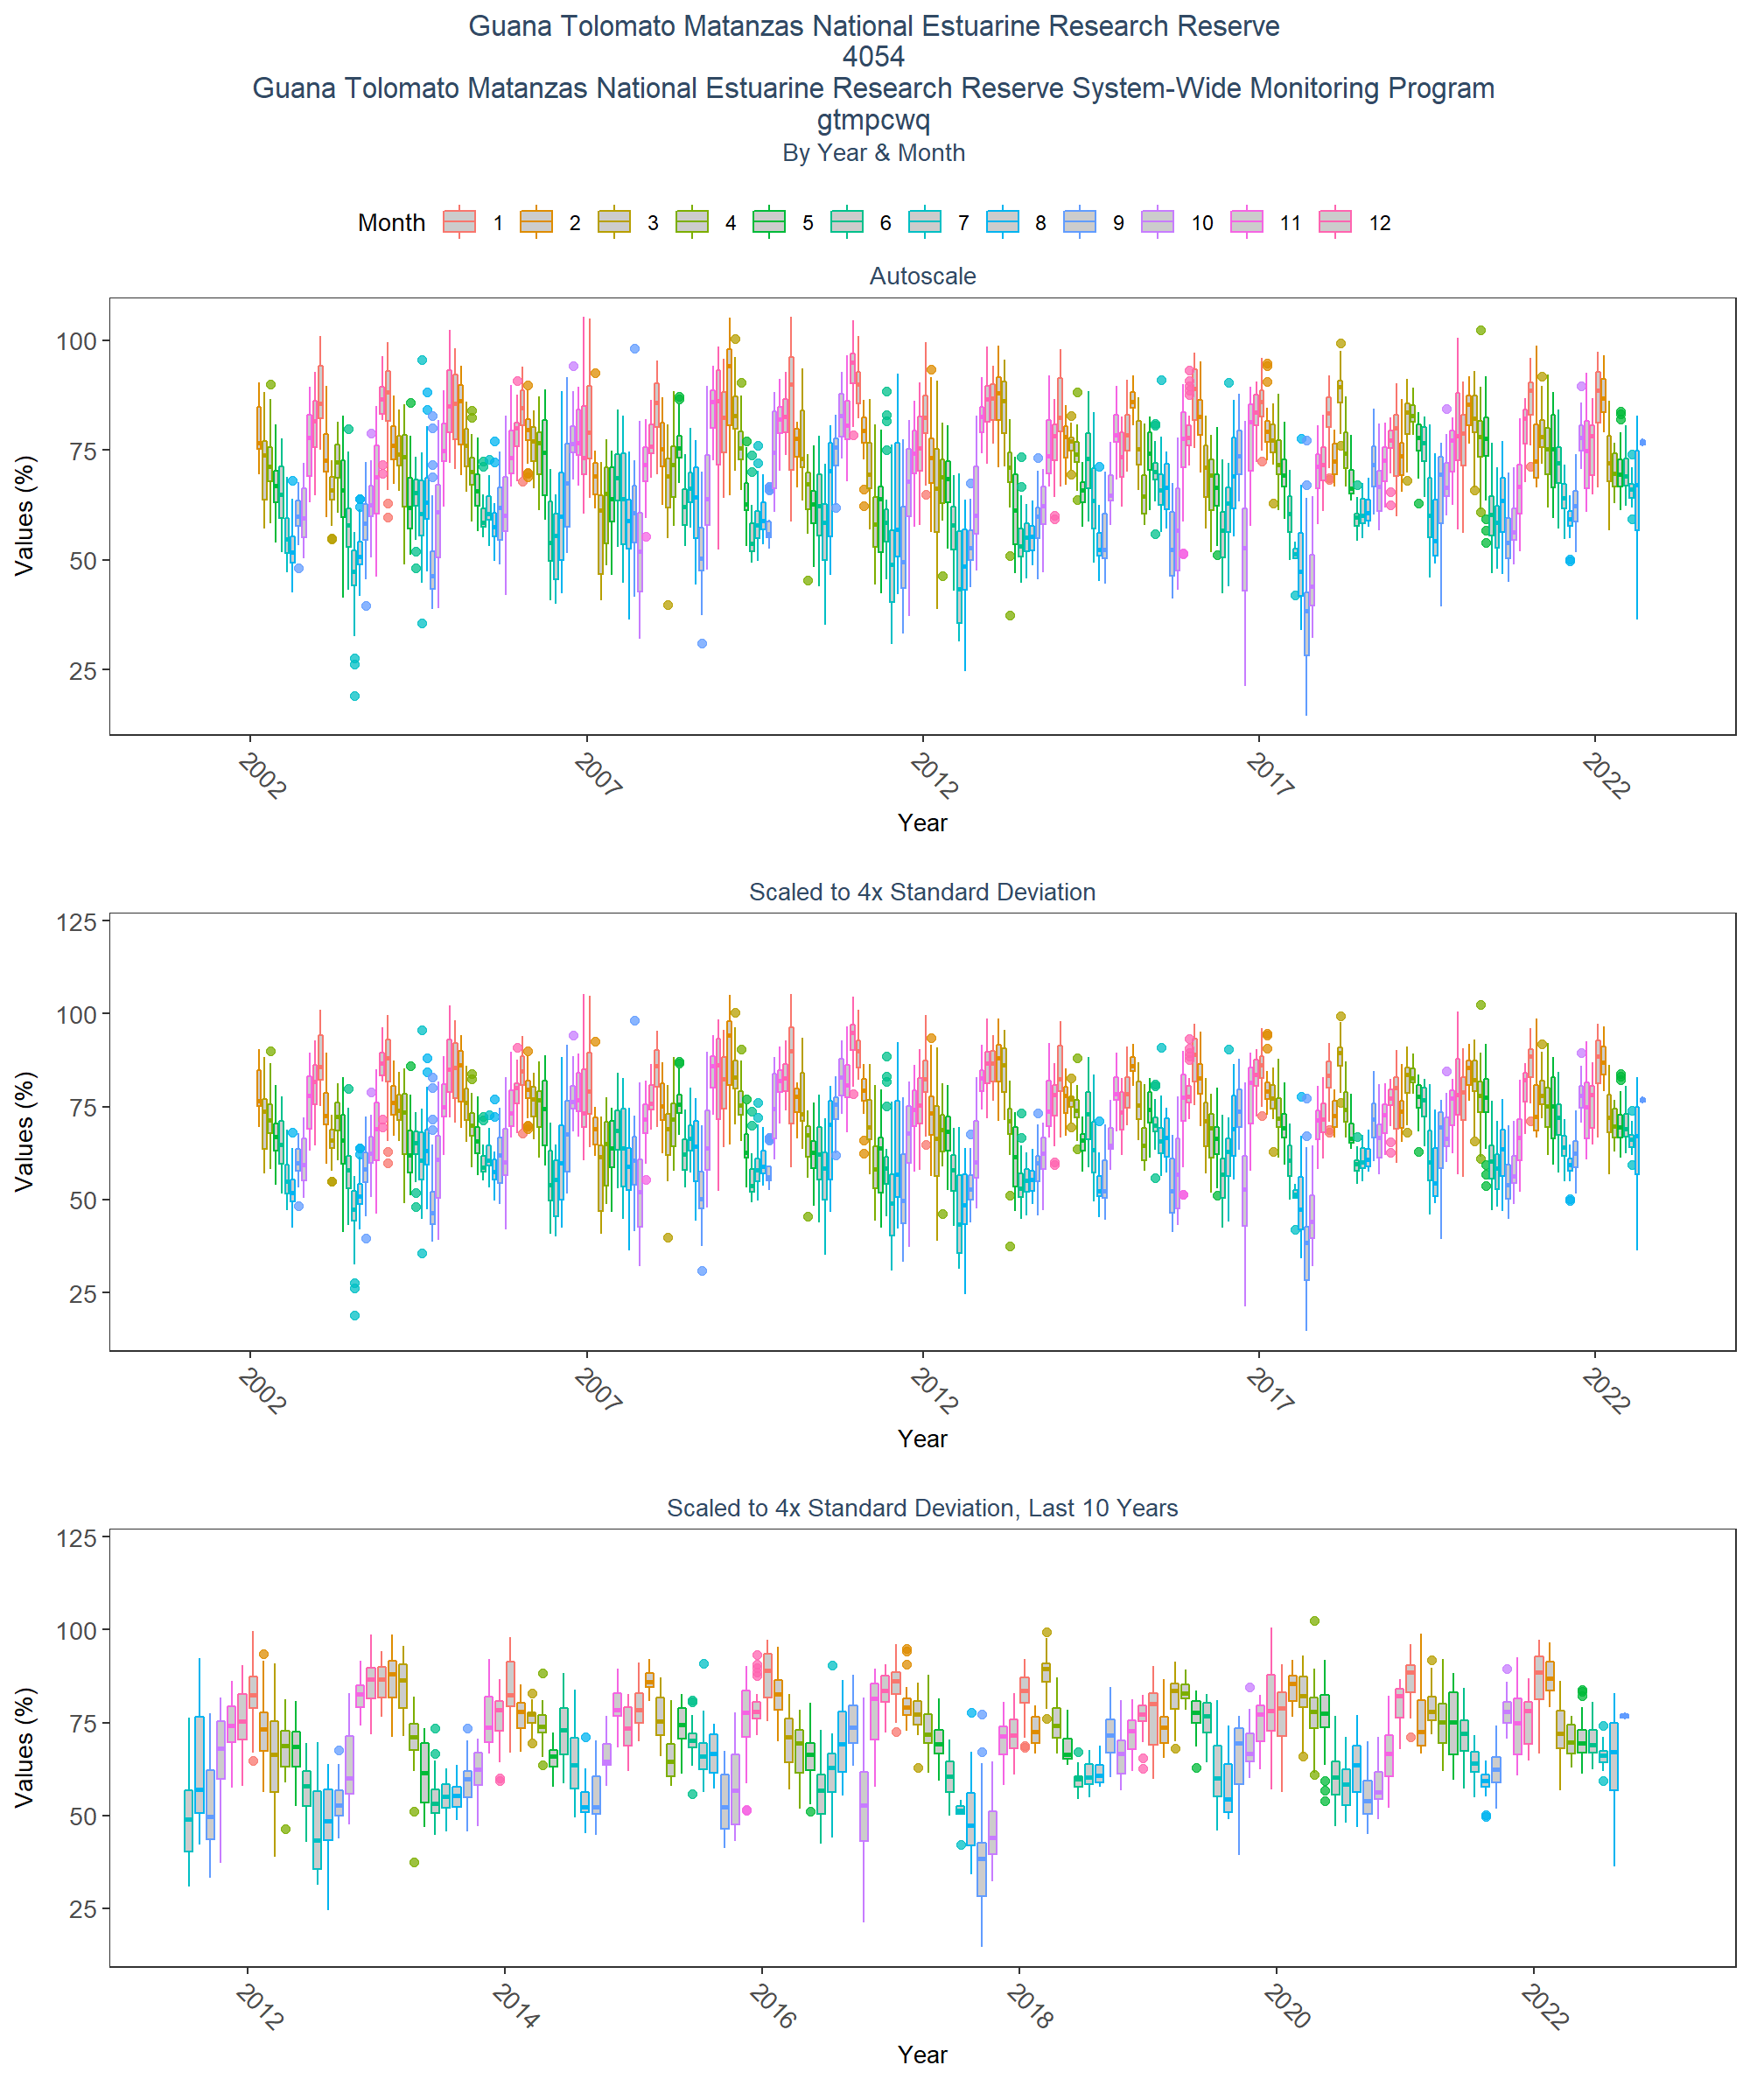 Guana Tolomato Matanzas National Estuarine Research Reserve
4054
Guana Tolomato Matanzas National Estuarine Research Reserve System-Wide Monitoring Program
gtmpcwq
By Year & Month
Month 1 2 3 4 5 6 7 8 9 10 11 12
Autoscale
100
75
50
25
Values (%)
2002 2007 2012 2017 2022
Year
Scaled to 4x Standard Deviation
125
100
75
50
25
Values (%)
2002 2007 2012 2017 2022
Year
Scaled to 4x Standard Deviation, Last 10 Years
125
100
75
50
25
Values (%)
2012 2014 2016 2018 2020 2022
Year